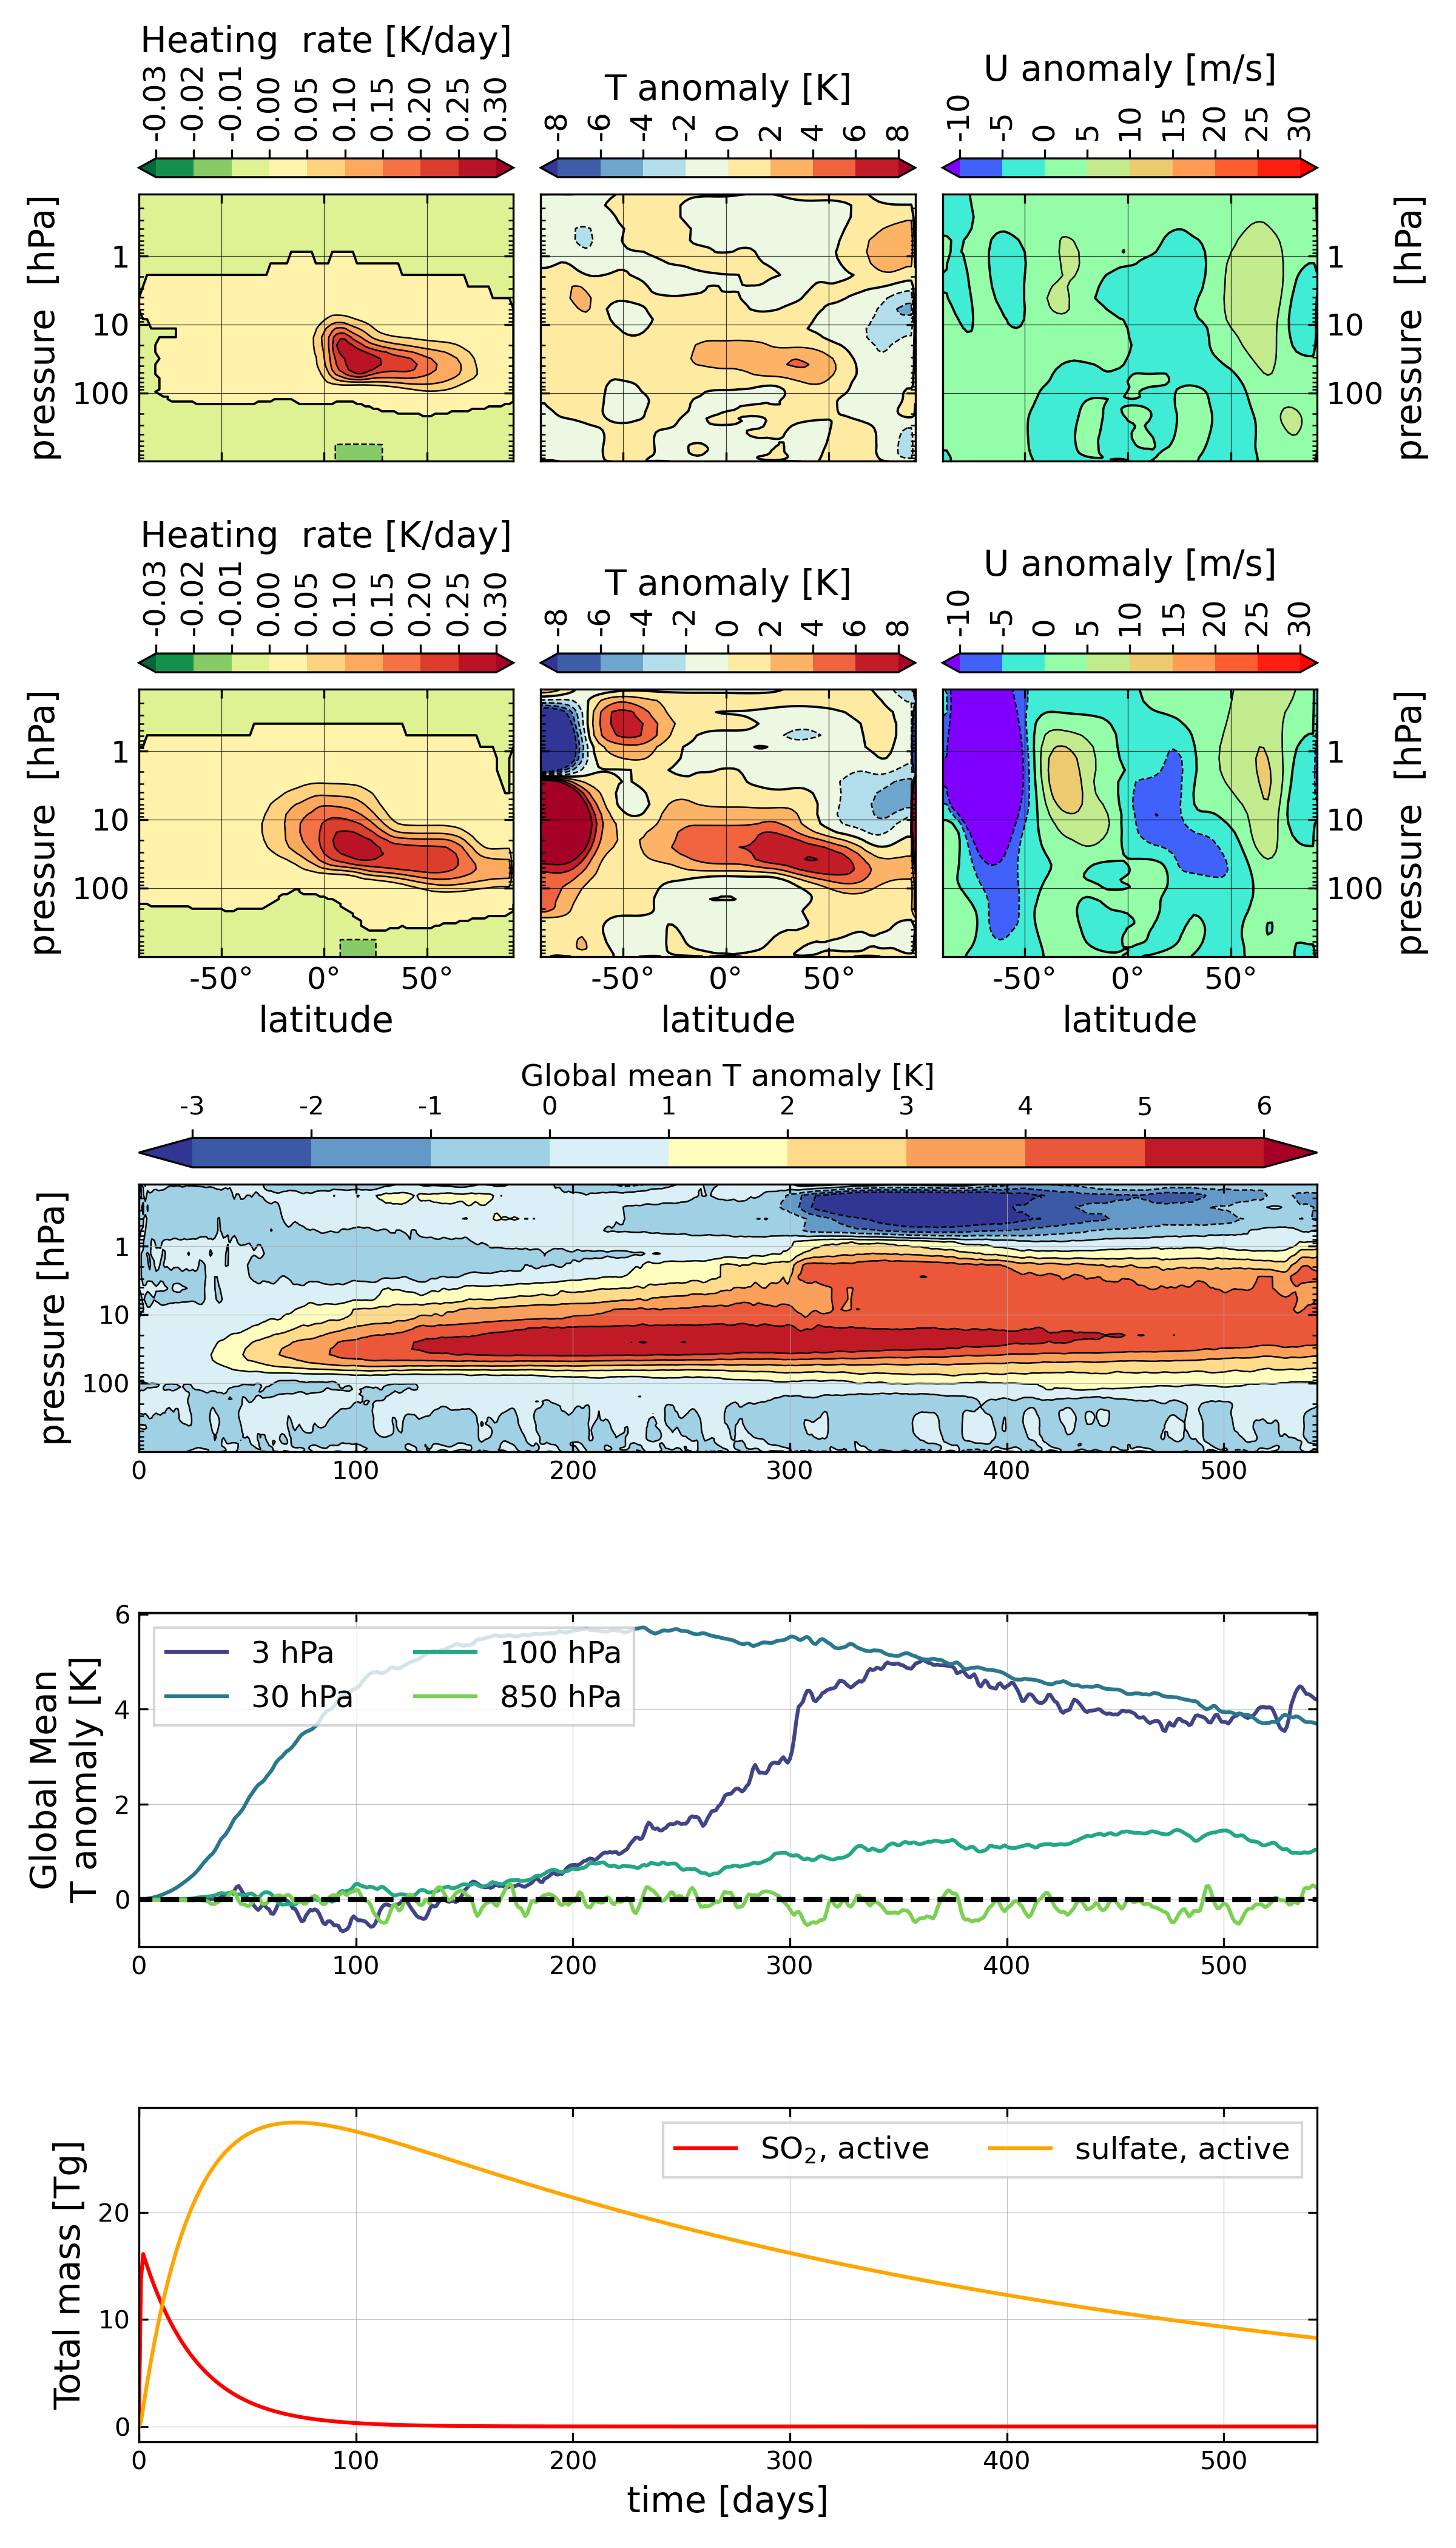 Heating  rate [K/day]
-0.03 -0.02 -0.01 0.00 0.05 0.10 0.15 0.20 0.25 0.30
T anomaly [K]
-8 -6 -4 -2 0 2 4 6 8
U anomaly [m/s]
-10 -5 0 5 10 15 20 25 30
pressure  [hPa]
1
10
100
1
10
100
pressure  [hPa]
Heating  rate [K/day]
-0.03 -0.02 -0.01 0.00 0.05 0.10 0.15 0.20 0.25 0.30
T anomaly [K]
-8 -6 -4 -2 0 2 4 6 8
U anomaly [m/s]
-10 -5 0 5 10 15 20 25 30
pressure  [hPa]
1
10
100
1
10
100
pressure  [hPa]
-50° 0° 50°
latitude
-50° 0° 50°
latitude
-50° 0° 50°
latitude
Global mean T anomaly [K]
-3 -2 -1 0 1 2 3 4 5 6
pressure [hPa]
1
10
100
0 100 200 300 400 500
Global Mean
T anomaly [K]
6
4
2
0
3 hPa
30 hPa
100 hPa
850 hPa
0 100 200 300 400 500
Total mass [Tg]
20
10
0
SO₂, active
sulfate, active
0 100 200 300 400 500
time [days]